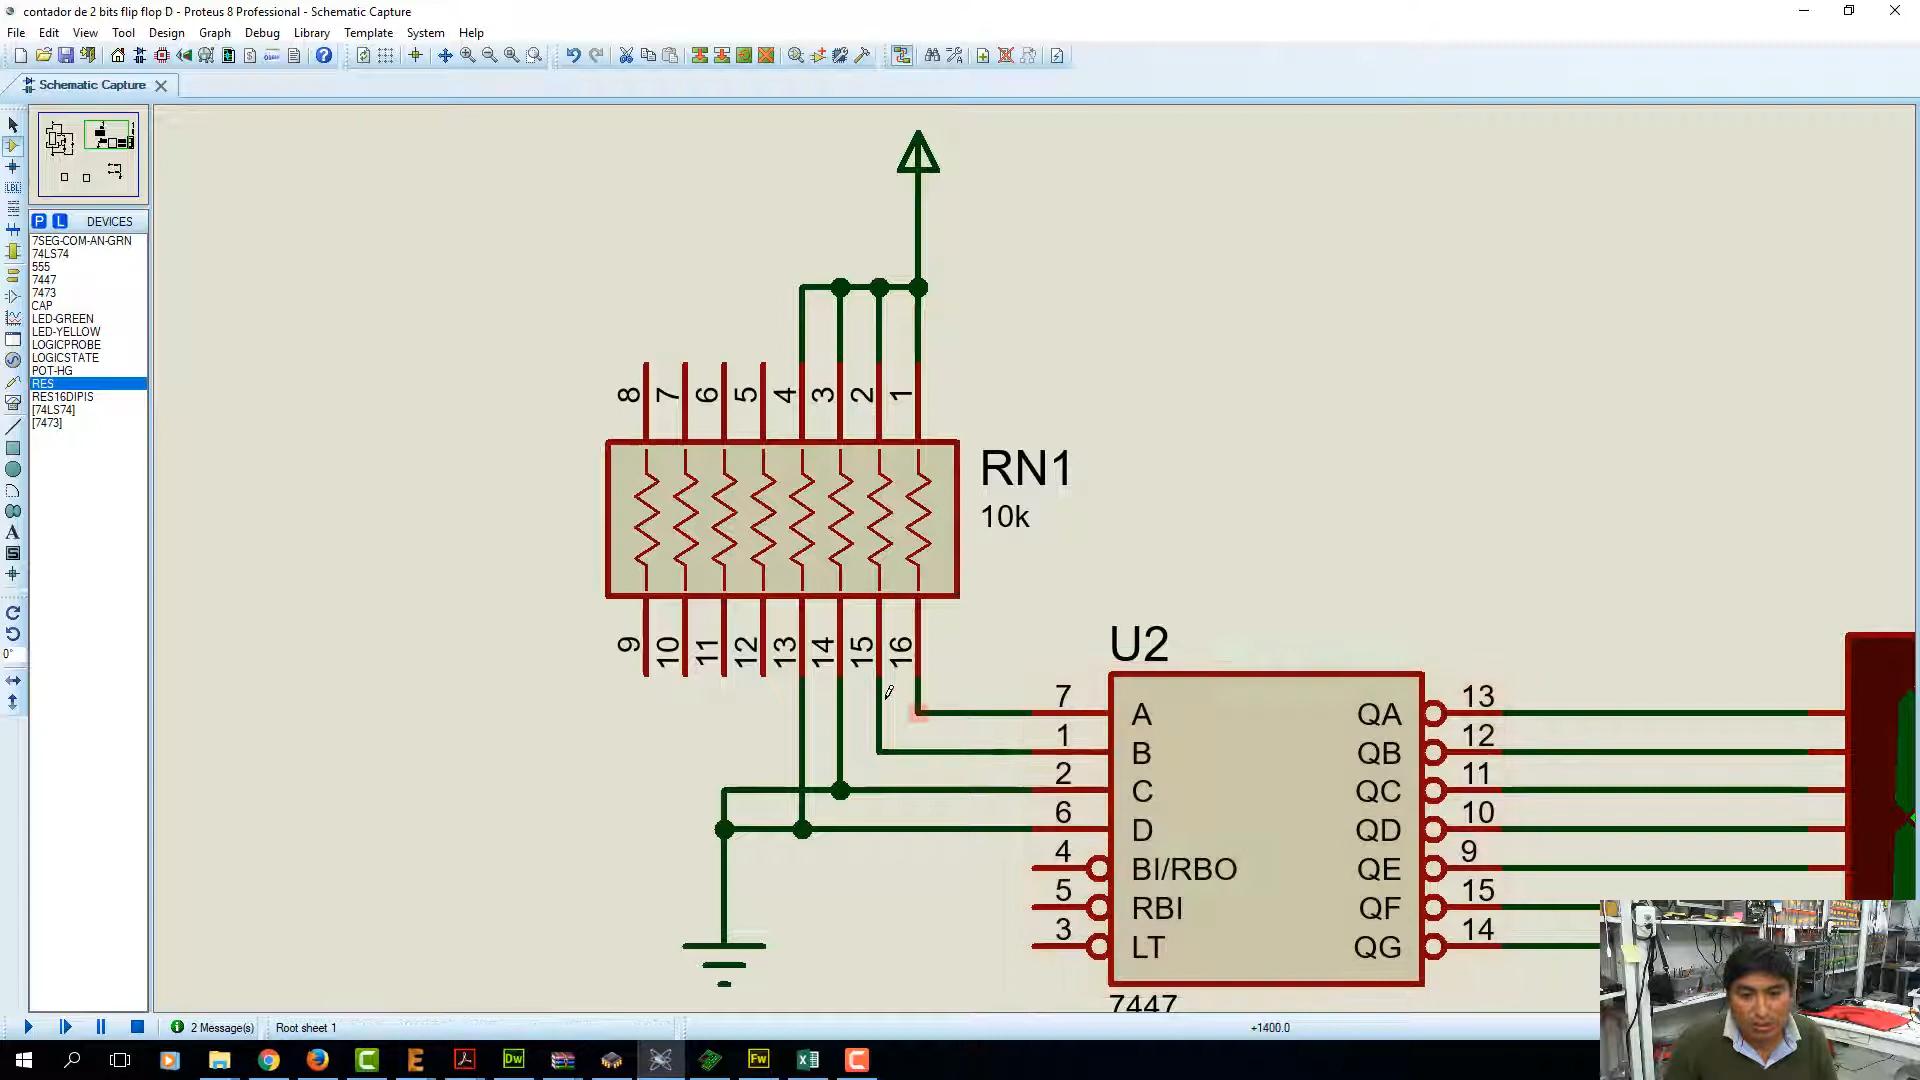 contador de 2 bits flip flop D - Proteus 8 Professional - Schematic Capture
File Edit View Tool Design Graph Debug Library Template System Help
Schematic Capture
P L DEVICES
7SEG-COM-AN-GRN
74LS74
555
7447
7473
CAP
LED-GREEN
LED-YELLOW
LOGICPROBE
LOGICSTATE
POT-HG
RES
RES16DIPIS
[74LS74]
[7473]
LBL
A
S
0°
8 7 6 5 4 3 2 1
RN1
10k
9 10 11 12 13 14 15 16
U2
7 A QA 13
1 B QB 12
2 C QC 11
6 D QD 10
4 BI/RBO QE 9
5 RBI QF 15
3 LT QG 14
7447
2 Message(s) Root sheet 1 +1400.0
Dw
Fw